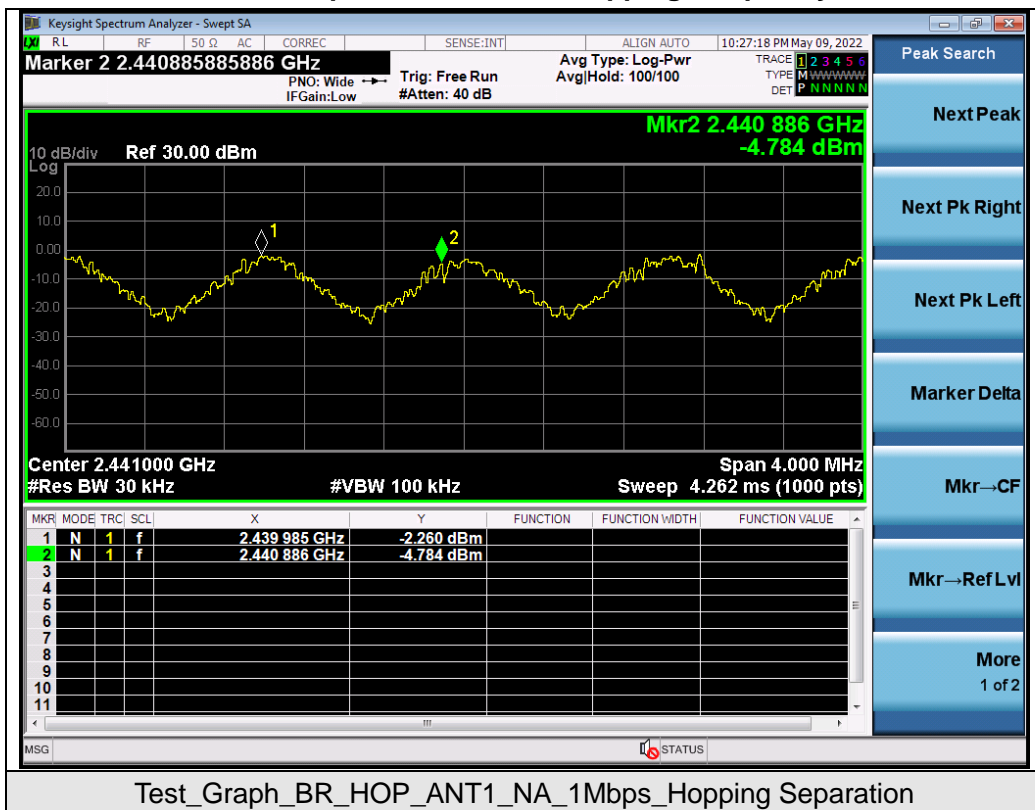 Keysight Spectrum Analyzer - Swept SA
LXI RL RF 50 Ω AC CORREC SENSE:INT ALIGN AUTO 10:27:18 PM May 09, 2022
Marker 2 2.440885885886 GHz
PNO: Wide
IFGain:Low
Trig: Free Run
#Atten: 40 dB
Avg Type: Log-Pwr
Avg|Hold: 100/100
TRACE 1 2 3 4 5 6
TYPE M WWWWW
DET P N N N N N
Mkr2 2.440 886 GHz
-4.784 dBm
10 dB/div Ref 30.00 dBm
Log
20.0
10.0
0.00
-10.0
-20.0
-30.0
-40.0
-50.0
-60.0
1
2
Center 2.441000 GHz Span 4.000 MHz
#Res BW 30 kHz #VBW 100 kHz Sweep 4.262 ms (1000 pts)
MKR MODE TRC SCL X Y FUNCTION FUNCTION WIDTH FUNCTION VALUE
1 N 1 f 2.439 985 GHz -2.260 dBm
2 N 1 f 2.440 886 GHz -4.784 dBm
3
4
5
6
7
8
9
10
11
MSG STATUS
Peak Search
Next Peak
Next Pk Right
Next Pk Left
Marker Delta
Mkr→CF
Mkr→Ref Lvl
More
1 of 2
Test_Graph_BR_HOP_ANT1_NA_1Mbps_Hopping Separation